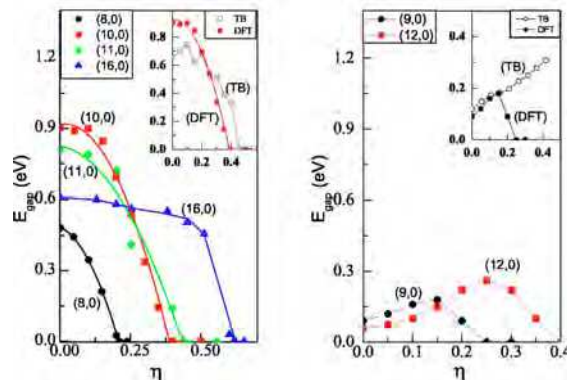 (8,0)
(10,0)
(11,0)
(16,0)
TB
DFT
0.8
0.6
0.4
0.2
0.0
(TB)
(DFT)
0.0 0.2 0.4 0.6
1.2
0.9
0.6
0.3
0.0
E_gap (eV)
(10,0)
(11,0)
(16,0)
(8,0)
0.00 0.25 0.50
η
(9,0)
(12,0)
TB
DFT
0.4
0.2
0.0
(TB)
(DFT)
0.0 0.2 0.4
1.2
0.9
0.6
0.3
0.0
E_gap (eV)
(9,0)
(12,0)
0.0 0.1 0.2 0.3 0.4
η